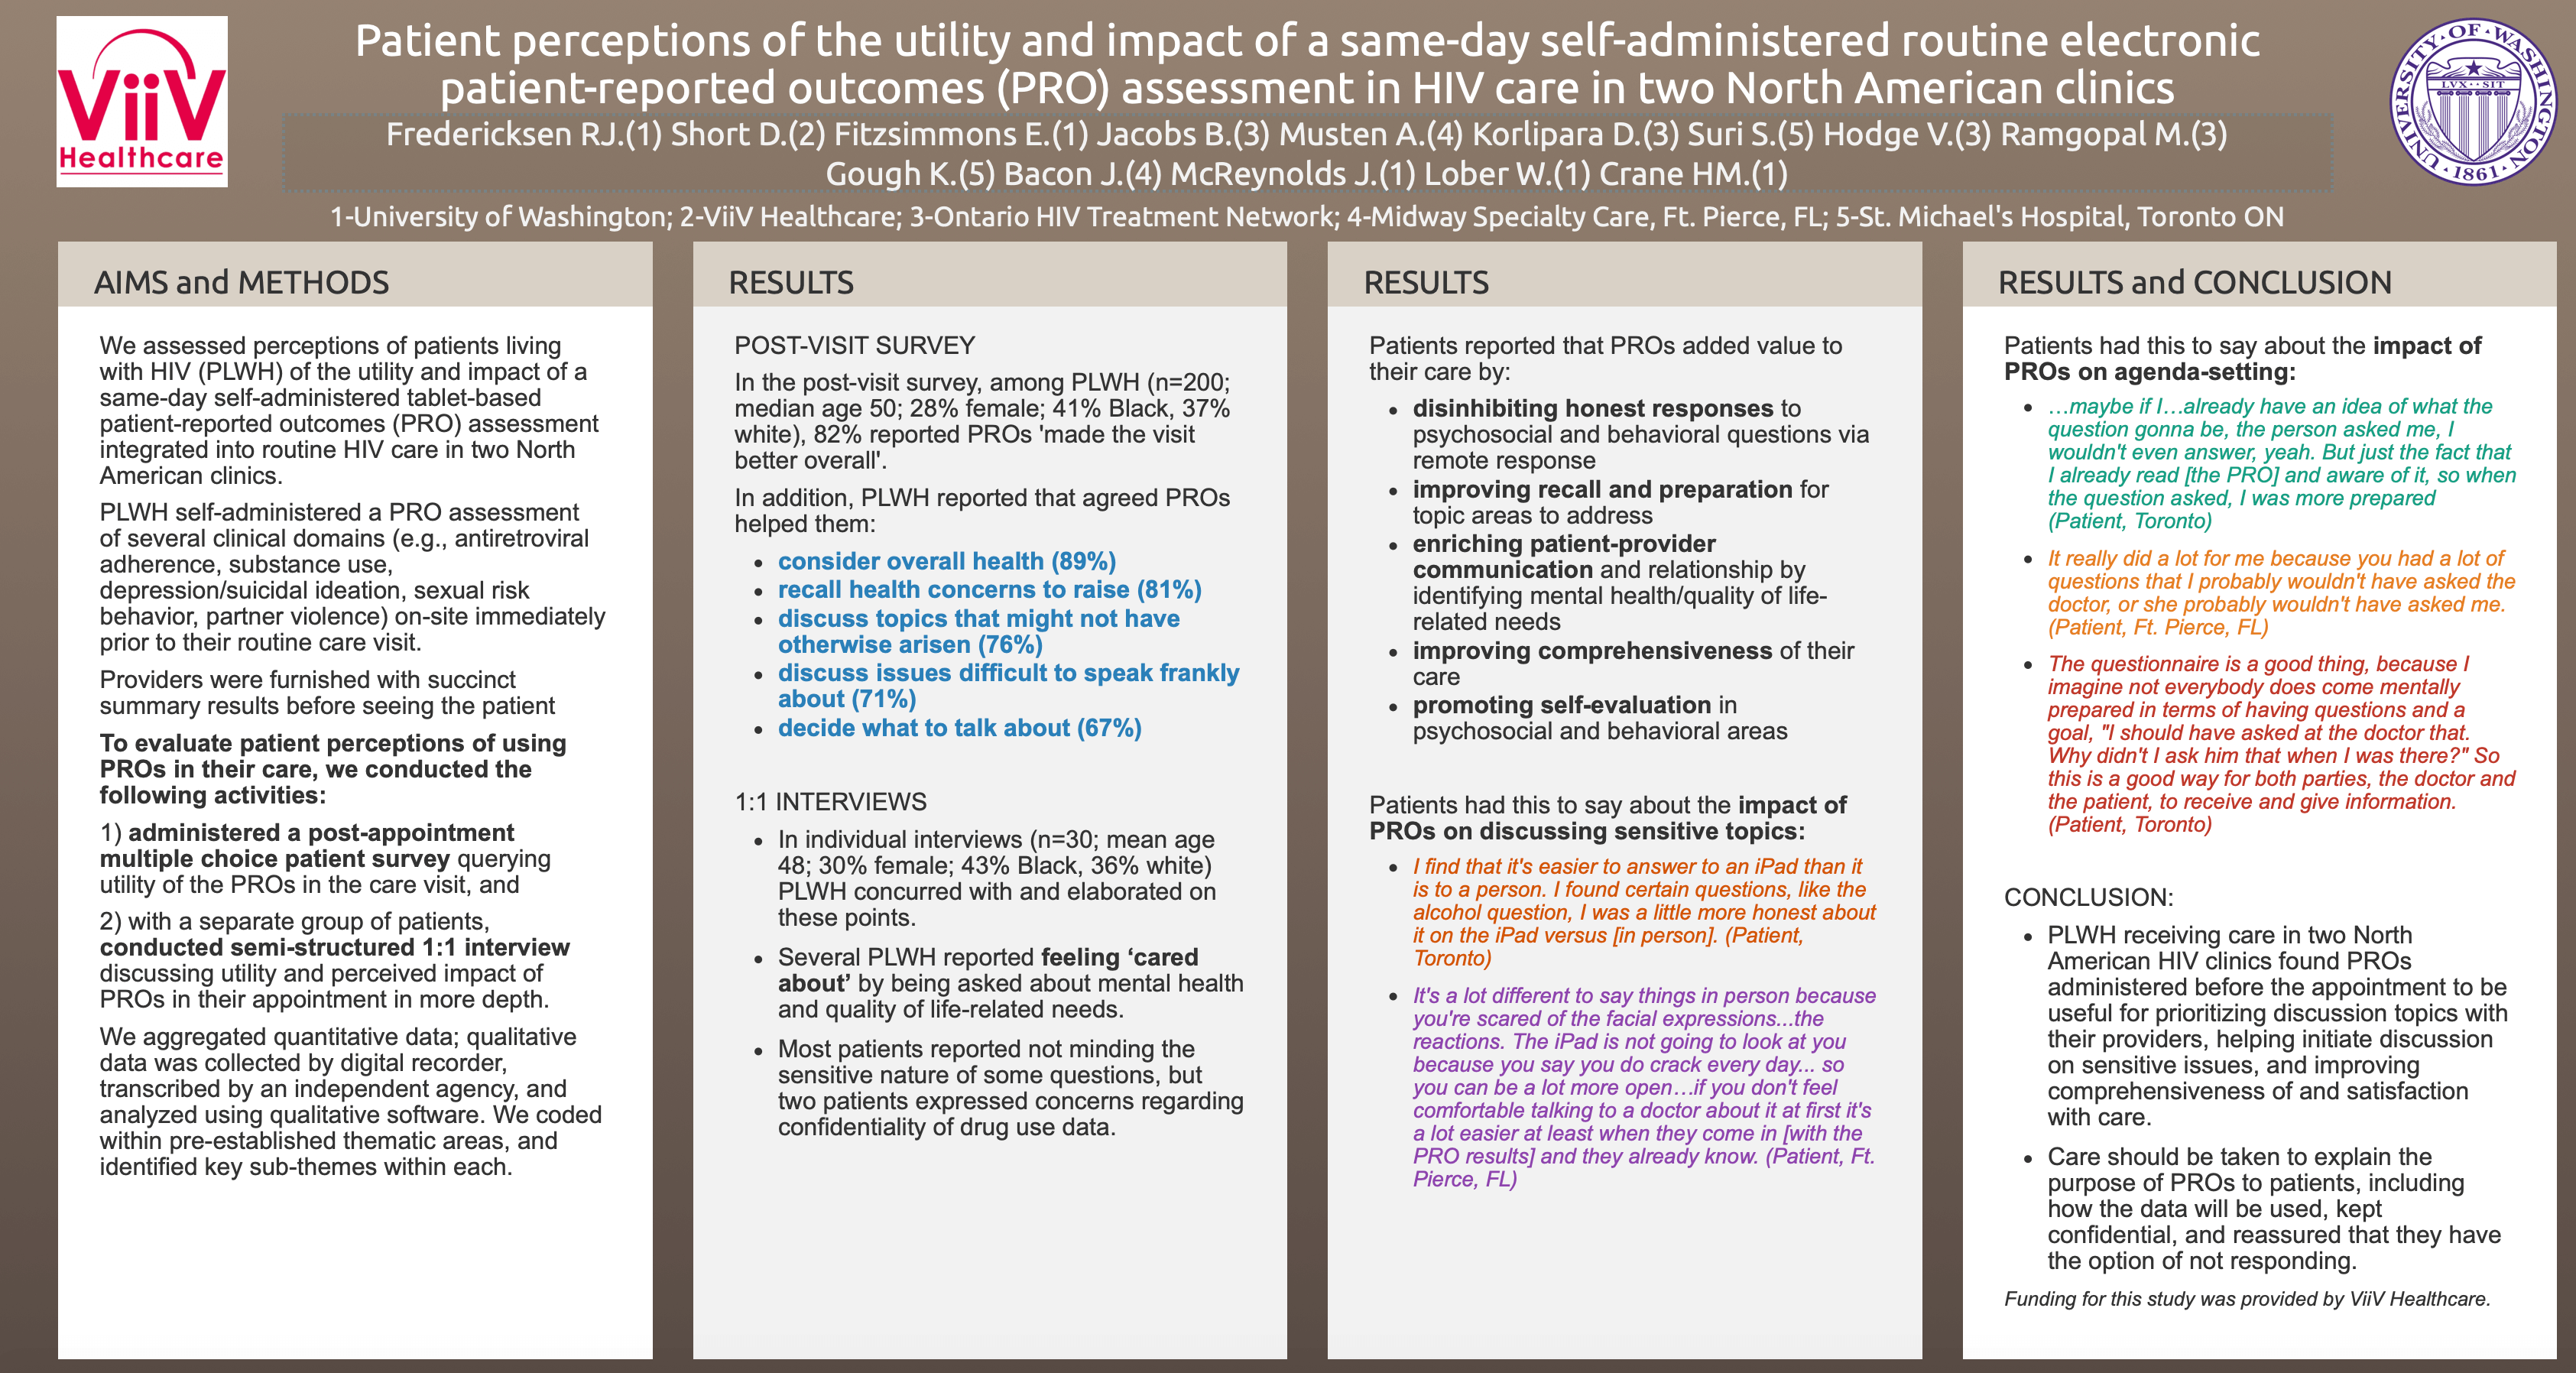 ViiV
Healthcare
Patient perceptions of the utility and impact of a same-day self-administered routine electronic
patient-reported outcomes (PRO) assessment in HIV care in two North American clinics
Fredericksen RJ.(1) Short D.(2) Fitzsimmons E.(1) Jacobs B.(3) Musten A.(4) Korlipara D.(3) Suri S.(5) Hodge V.(3) Ramgopal M.(3)
Gough K.(5) Bacon J.(4) McReynolds J.(1) Lober W.(1) Crane HM.(1)
1-University of Washington; 2-ViiV Healthcare; 3-Ontario HIV Treatment Network; 4-Midway Specialty Care, Ft. Pierce, FL; 5-St. Michael's Hospital, Toronto ON
UNIVERSITY·OF·WASHINGTON
LVX··SIT
·1861·
AIMS and METHODS
We assessed perceptions of patients living
with HIV (PLWH) of the utility and impact of a
same-day self-administered tablet-based
patient-reported outcomes (PRO) assessment
integrated into routine HIV care in two North
American clinics.
PLWH self-administered a PRO assessment
of several clinical domains (e.g., antiretroviral
adherence, substance use,
depression/suicidal ideation, sexual risk
behavior, partner violence) on-site immediately
prior to their routine care visit.
Providers were furnished with succinct
summary results before seeing the patient
To evaluate patient perceptions of using
PROs in their care, we conducted the
following activities:
1) administered a post-appointment
multiple choice patient survey querying
utility of the PROs in the care visit, and
2) with a separate group of patients,
conducted semi-structured 1:1 interview
discussing utility and perceived impact of
PROs in their appointment in more depth.
We aggregated quantitative data; qualitative
data was collected by digital recorder,
transcribed by an independent agency, and
analyzed using qualitative software. We coded
within pre-established thematic areas, and
identified key sub-themes within each.
RESULTS
POST-VISIT SURVEY
In the post-visit survey, among PLWH (n=200;
median age 50; 28% female; 41% Black, 37%
white), 82% reported PROs 'made the visit
better overall'.
In addition, PLWH reported that agreed PROs
helped them:
• consider overall health (89%)
• recall health concerns to raise (81%)
• discuss topics that might not have
otherwise arisen (76%)
• discuss issues difficult to speak frankly
about (71%)
• decide what to talk about (67%)
1:1 INTERVIEWS
• In individual interviews (n=30; mean age
48; 30% female; 43% Black, 36% white)
PLWH concurred with and elaborated on
these points.
• Several PLWH reported feeling ‘cared
about’ by being asked about mental health
and quality of life-related needs.
• Most patients reported not minding the
sensitive nature of some questions, but
two patients expressed concerns regarding
confidentiality of drug use data.
RESULTS
Patients reported that PROs added value to
their care by:
• disinhibiting honest responses to
psychosocial and behavioral questions via
remote response
• improving recall and preparation for
topic areas to address
• enriching patient-provider
communication and relationship by
identifying mental health/quality of life-
related needs
• improving comprehensiveness of their
care
• promoting self-evaluation in
psychosocial and behavioral areas
Patients had this to say about the impact of
PROs on discussing sensitive topics:
• I find that it's easier to answer to an iPad than it
is to a person. I found certain questions, like the
alcohol question, I was a little more honest about
it on the iPad versus [in person]. (Patient,
Toronto)
• It's a lot different to say things in person because
you're scared of the facial expressions...the
reactions. The iPad is not going to look at you
because you say you do crack every day... so
you can be a lot more open…if you don't feel
comfortable talking to a doctor about it at first it's
a lot easier at least when they come in [with the
PRO results] and they already know. (Patient, Ft.
Pierce, FL)
RESULTS and CONCLUSION
Patients had this to say about the impact of
PROs on agenda-setting:
• …maybe if I…already have an idea of what the
question gonna be, the person asked me, I
wouldn't even answer, yeah. But just the fact that
I already read [the PRO] and aware of it, so when
the question asked, I was more prepared
(Patient, Toronto)
• It really did a lot for me because you had a lot of
questions that I probably wouldn't have asked the
doctor, or she probably wouldn't have asked me.
(Patient, Ft. Pierce, FL)
• The questionnaire is a good thing, because I
imagine not everybody does come mentally
prepared in terms of having questions and a
goal, "I should have asked at the doctor that.
Why didn't I ask him that when I was there?" So
this is a good way for both parties, the doctor and
the patient, to receive and give information.
(Patient, Toronto)
CONCLUSION:
• PLWH receiving care in two North
American HIV clinics found PROs
administered before the appointment to be
useful for prioritizing discussion topics with
their providers, helping initiate discussion
on sensitive issues, and improving
comprehensiveness of and satisfaction
with care.
• Care should be taken to explain the
purpose of PROs to patients, including
how the data will be used, kept
confidential, and reassured that they have
the option of not responding.
Funding for this study was provided by ViiV Healthcare.